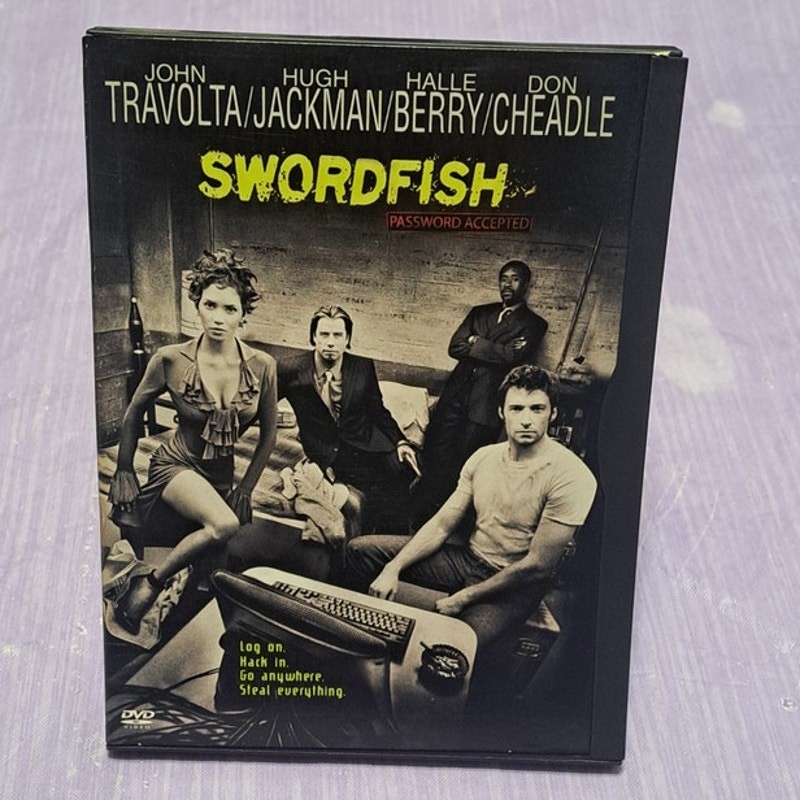 JOHN HUGH HALLE DON
TRAVOLTA/JACKMAN/BERRY/CHEADLE
SWORDFISH
PASSWORD ACCEPTED
Log on.
Hack in.
Go anywhere.
Steal everything.
DVD
VIDEO